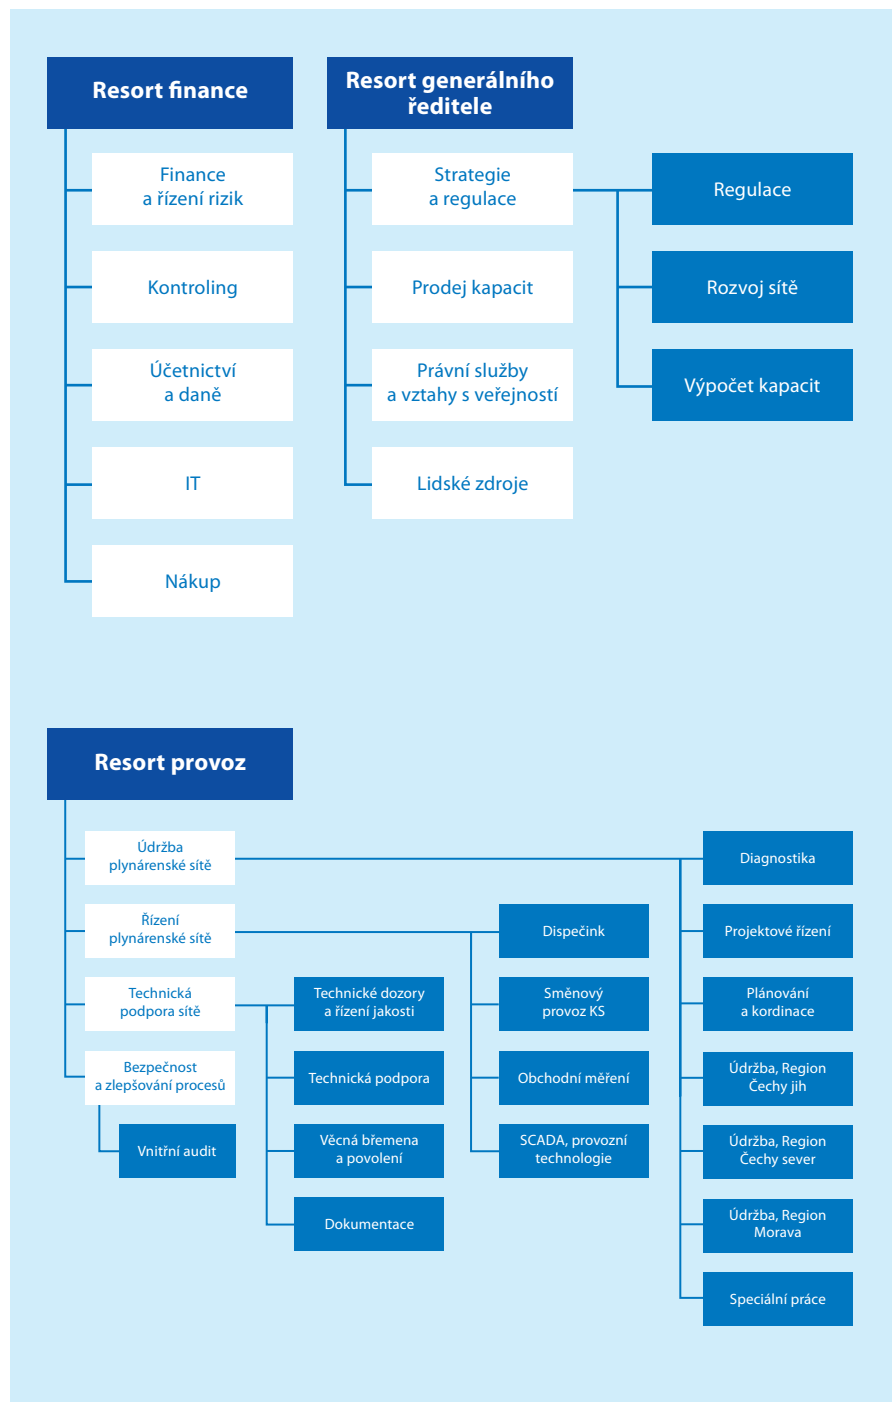 Resort finance
Finance
a řízení rizik
Kontroling
Účetnictví
a daně
IT
Nákup
Resort generálního
ředitele
Strategie
a regulace
Prodej kapacit
Právní služby
a vztahy s veřejností
Lidské zdroje
Regulace
Rozvoj sítě
Výpočet kapacit
Resort provoz
Údržba
plynárenské sítě
Řízení
plynárenské sítě
Technická
podpora sítě
Bezpečnost
a zlepšování procesů
Vnitřní audit
Technické dozory
a řízení jakosti
Technická podpora
Věcná břemena
a povolení
Dokumentace
Dispečink
Směnový
provoz KS
Obchodní měření
SCADA, provozní
technologie
Diagnostika
Projektové řízení
Plánování
a kordinace
Údržba, Region
Čechy jih
Údržba, Region
Čechy sever
Údržba, Region
Morava
Speciální práce